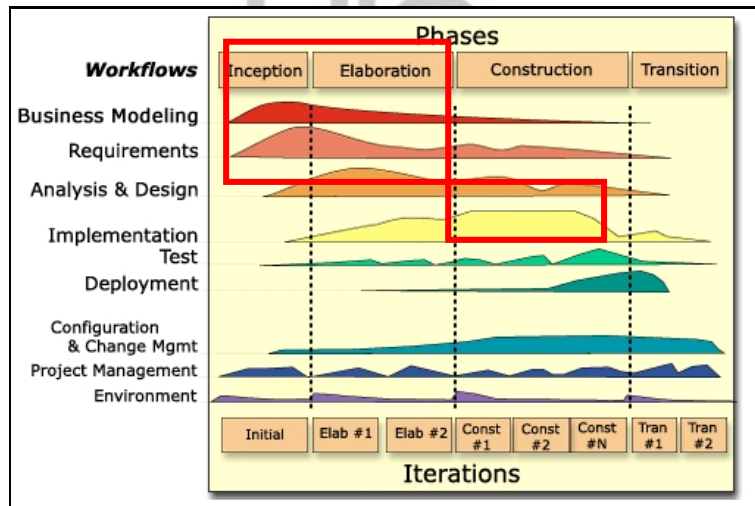 Phases
Workflows
Inception
Elaboration
Construction
Transition
Business Modeling
Requirements
Analysis & Design
Implementation
Test
Deployment
Configuration
& Change Mgmt
Project Management
Environment
Initial
Elab #1
Elab #2
Const
#1
Const
#2
Const
#N
Tran
#1
Tran
#2
Iterations